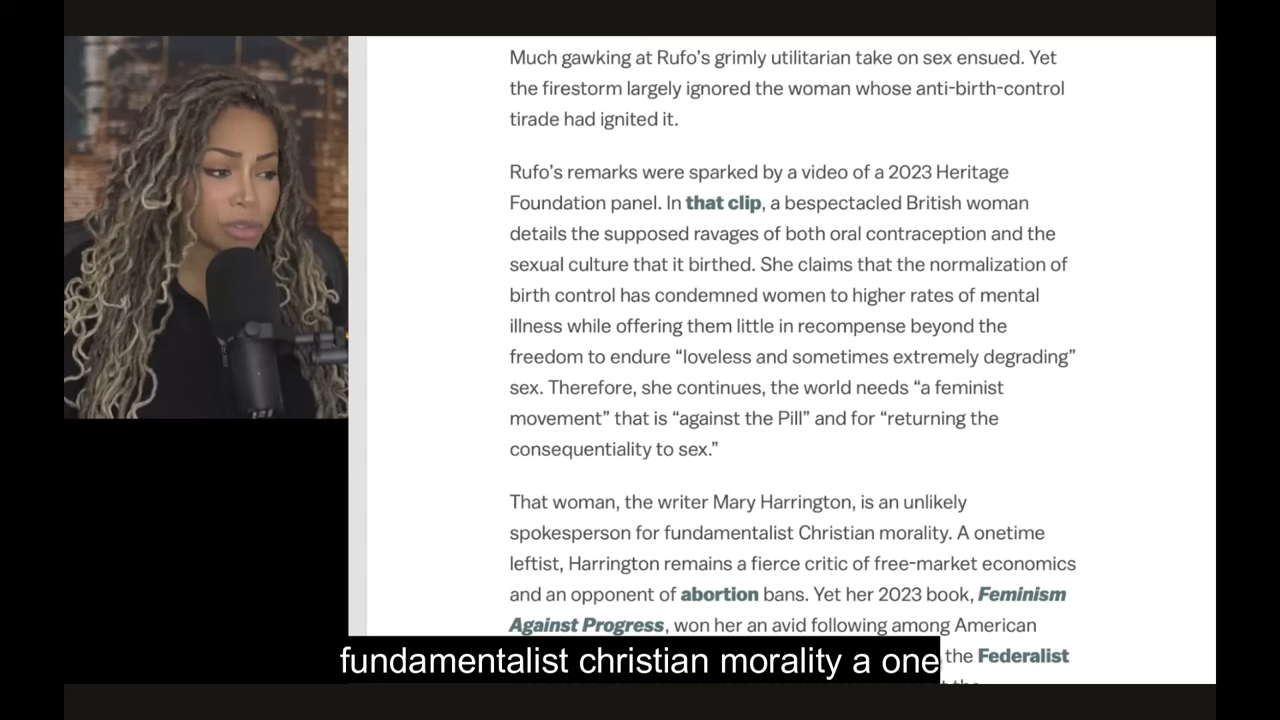 Much gawking at Rufo's grimly utilitarian take on sex ensued. Yet
the firestorm largely ignored the woman whose anti-birth-control
tirade had ignited it.
Rufo's remarks were sparked by a video of a 2023 Heritage
Foundation panel. In that clip, a bespectacled British woman
details the supposed ravages of both oral contraception and the
sexual culture that it birthed. She claims that the normalization of
birth control has condemned women to higher rates of mental
illness while offering them little in recompense beyond the
freedom to endure “loveless and sometimes extremely degrading”
sex. Therefore, she continues, the world needs “a feminist
movement” that is “against the Pill” and for “returning the
consequentiality to sex.”
That woman, the writer Mary Harrington, is an unlikely
spokesperson for fundamentalist Christian morality. A onetime
leftist, Harrington remains a fierce critic of free-market economics
and an opponent of abortion bans. Yet her 2023 book, Feminism
Against Progress, won her an avid following among American
the Federalist
fundamentalist christian morality a one